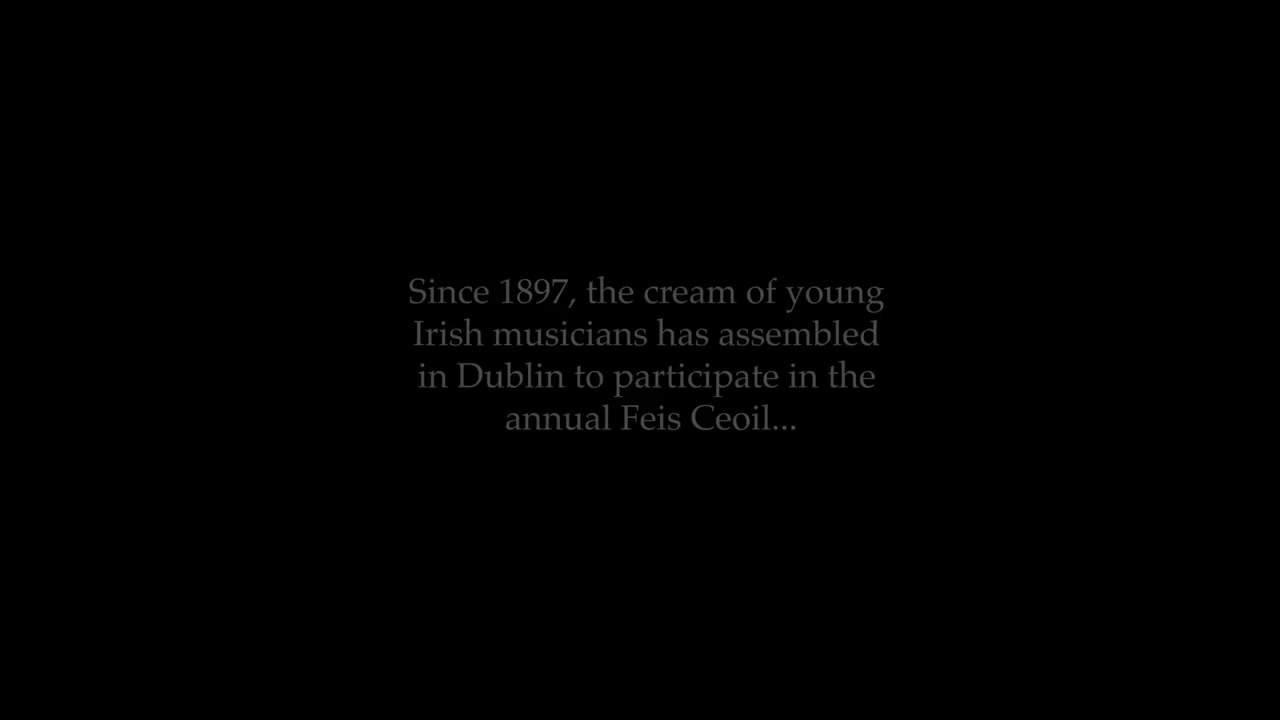 Since 1897, the cream of young
Irish musicians has assembled
in Dublin to participate in the
annual Feis Ceoil...